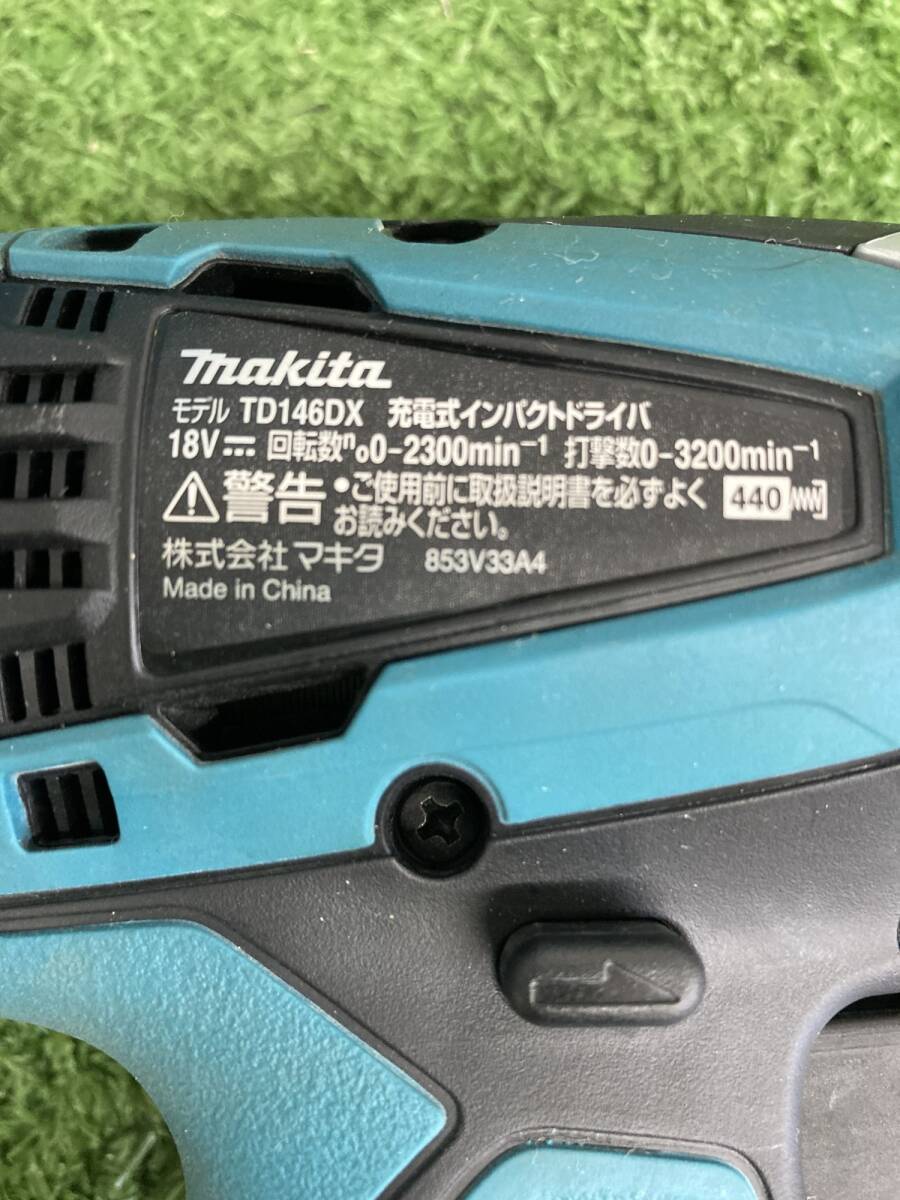 makita
モデル TD146DX 充電式インパクトドライバ
18V⎓ 回転数n₀0-2300min⁻¹ 打撃数0-3200min⁻¹
⚠警告 •ご使用前に取扱説明書を必ずよく 440
お読みください。
株式会社 マキタ 853V33A4
Made in China